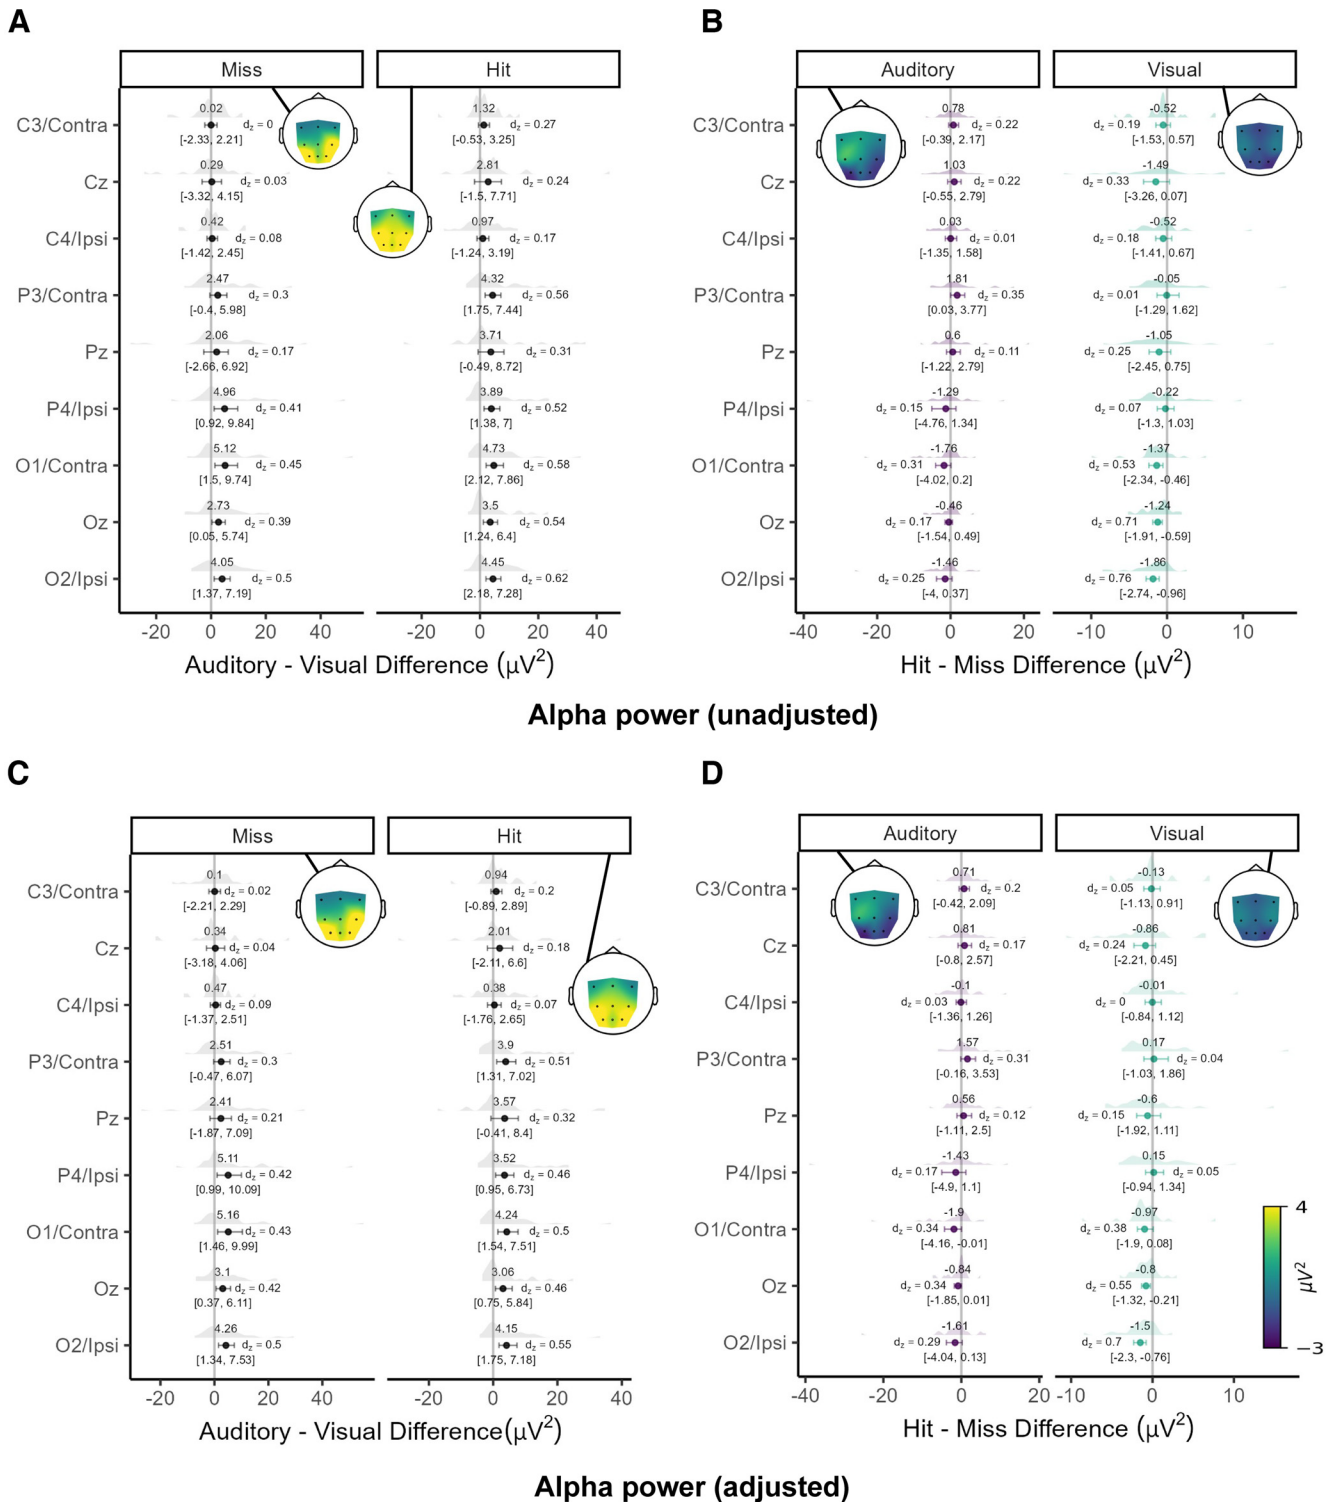 A
B
Miss
Hit
Auditory
Visual
C3/Contra
0.02
d_z = 0
[-2.33, 2.21]
1.32
d_z = 0.27
[-0.53, 3.25]
C3/Contra
0.78
d_z = 0.22
[-0.39, 2.17]
-0.52
d_z = 0.19
[-1.53, 0.57]
Cz
0.29
d_z = 0.03
[-3.32, 4.15]
2.81
d_z = 0.24
[-1.5, 7.71]
Cz
1.03
d_z = 0.22
[-0.55, 2.79]
-1.49
d_z = 0.33
[-3.26, 0.07]
C4/Ipsi
0.42
d_z = 0.08
[-1.42, 2.45]
0.97
d_z = 0.17
[-1.24, 3.19]
C4/Ipsi
0.03
d_z = 0.01
[-1.35, 1.58]
-0.52
d_z = 0.18
[-1.41, 0.67]
P3/Contra
2.47
d_z = 0.3
[-0.4, 5.98]
4.32
d_z = 0.56
[1.75, 7.44]
P3/Contra
1.81
d_z = 0.35
[0.03, 3.77]
-0.05
d_z = 0.01
[-1.29, 1.62]
Pz
2.06
d_z = 0.17
[-2.66, 6.92]
3.71
d_z = 0.31
[-0.49, 8.72]
Pz
0.6
d_z = 0.11
[-1.22, 2.79]
-1.05
d_z = 0.25
[-2.45, 0.75]
P4/Ipsi
4.96
d_z = 0.41
[0.92, 9.84]
3.89
d_z = 0.52
[1.38, 7]
P4/Ipsi
-1.29
d_z = 0.15
[-4.76, 1.34]
-0.22
d_z = 0.07
[-1.3, 1.03]
O1/Contra
5.12
d_z = 0.45
[1.5, 9.74]
4.73
d_z = 0.58
[2.12, 7.86]
O1/Contra
-1.76
d_z = 0.31
[-4.02, 0.2]
-1.37
d_z = 0.53
[-2.34, -0.46]
Oz
2.73
d_z = 0.39
[0.05, 5.74]
3.5
d_z = 0.54
[1.24, 6.4]
Oz
-0.46
d_z = 0.17
[-1.54, 0.49]
-1.24
d_z = 0.71
[-1.91, -0.59]
O2/Ipsi
4.05
d_z = 0.5
[1.37, 7.19]
4.45
d_z = 0.62
[2.18, 7.28]
O2/Ipsi
-1.46
d_z = 0.25
[-4, 0.37]
-1.86
d_z = 0.76
[-2.74, -0.96]
-20 0 20 40 -20 0 20 40
-40 -20 0 20 -10 0 10
Auditory - Visual Difference (μV²)
Hit - Miss Difference (μV²)
Alpha power (unadjusted)
C
D
Miss
Hit
Auditory
Visual
C3/Contra
0.1
d_z = 0.02
[-2.21, 2.29]
0.94
d_z = 0.2
[-0.89, 2.89]
C3/Contra
0.71
d_z = 0.2
[-0.42, 2.09]
-0.13
d_z = 0.05
[-1.13, 0.91]
Cz
0.34
d_z = 0.04
[-3.18, 4.06]
2.01
d_z = 0.18
[-2.11, 6.6]
Cz
0.81
d_z = 0.17
[-0.8, 2.57]
-0.86
d_z = 0.24
[-2.21, 0.45]
C4/Ipsi
0.47
d_z = 0.09
[-1.37, 2.51]
0.38
d_z = 0.07
[-1.76, 2.65]
C4/Ipsi
-0.1
d_z = 0.03
[-1.36, 1.26]
-0.01
d_z = 0
[-0.84, 1.12]
P3/Contra
2.51
d_z = 0.3
[-0.47, 6.07]
3.9
d_z = 0.51
[1.31, 7.02]
P3/Contra
1.57
d_z = 0.31
[-0.16, 3.53]
0.17
d_z = 0.04
[-1.03, 1.86]
Pz
2.41
d_z = 0.21
[-1.87, 7.09]
3.57
d_z = 0.32
[-0.41, 8.4]
Pz
0.56
d_z = 0.12
[-1.11, 2.5]
-0.6
d_z = 0.15
[-1.92, 1.11]
P4/Ipsi
5.11
d_z = 0.42
[0.99, 10.09]
3.52
d_z = 0.46
[0.95, 6.73]
P4/Ipsi
-1.43
d_z = 0.17
[-4.9, 1.1]
0.15
d_z = 0.05
[-0.94, 1.34]
O1/Contra
5.16
d_z = 0.43
[1.46, 9.99]
4.24
d_z = 0.5
[1.54, 7.51]
O1/Contra
-1.9
d_z = 0.34
[-4.16, -0.01]
-0.97
d_z = 0.38
[-1.9, 0.08]
Oz
3.1
d_z = 0.42
[0.37, 6.11]
3.06
d_z = 0.46
[0.75, 5.84]
Oz
-0.84
d_z = 0.34
[-1.85, 0.01]
-0.8
d_z = 0.55
[-1.32, -0.21]
O2/Ipsi
4.26
d_z = 0.5
[1.34, 7.53]
4.15
d_z = 0.55
[1.75, 7.18]
O2/Ipsi
-1.61
d_z = 0.29
[-4.04, 0.13]
-1.5
d_z = 0.7
[-2.3, -0.76]
4
μV²
−3
-20 0 20 40 -20 0 20 40
-40 -20 0 20 -10 0 10
Auditory - Visual Difference(μV²)
Hit - Miss Difference (μV²)
Alpha power (adjusted)